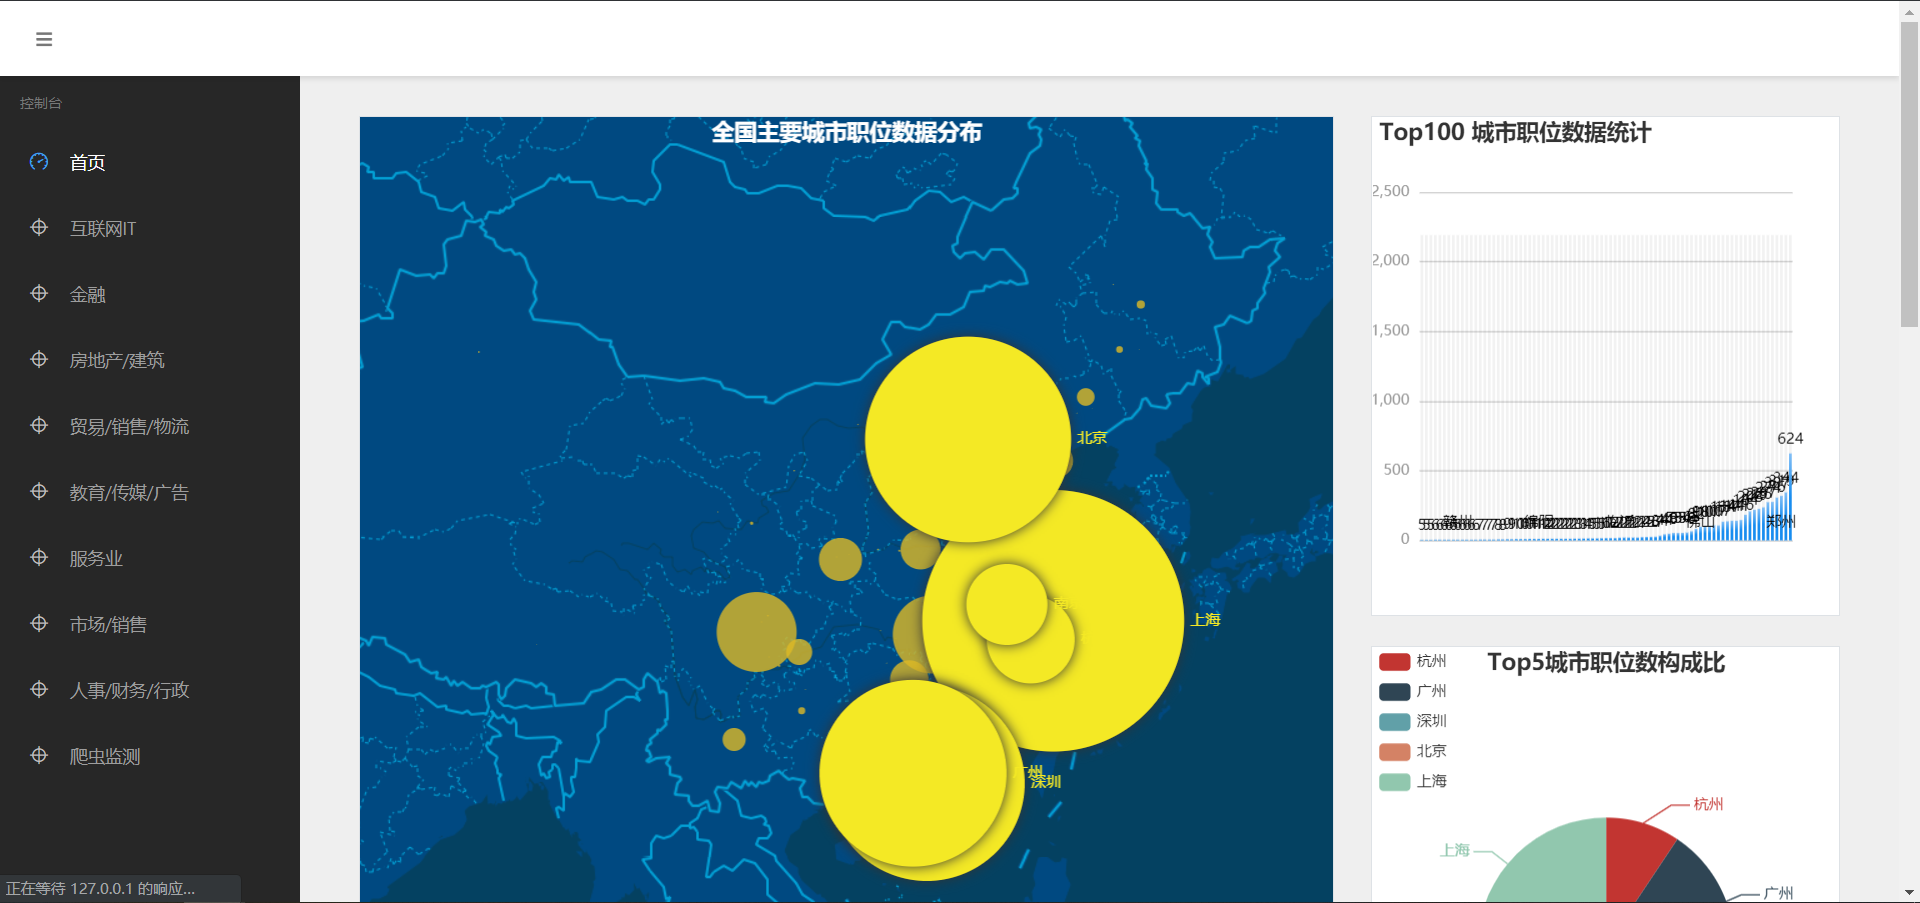 控制台
首页
互联网IT
金融
房地产/建筑
贸易/销售/物流
教育/传媒/广告
服务业
市场/销售
人事/财务/行政
爬虫监测
正在等待 127.0.0.1 的响应...
全国主要城市职位数据分布
北京
上海
广州
深圳
Top100 城市职位数据统计
2,500
2,000
1,500
1,000
500
0
624
344
佛山
郑州
Top5城市职位数构成比
杭州
广州
深圳
北京
上海
杭州
上海
广州